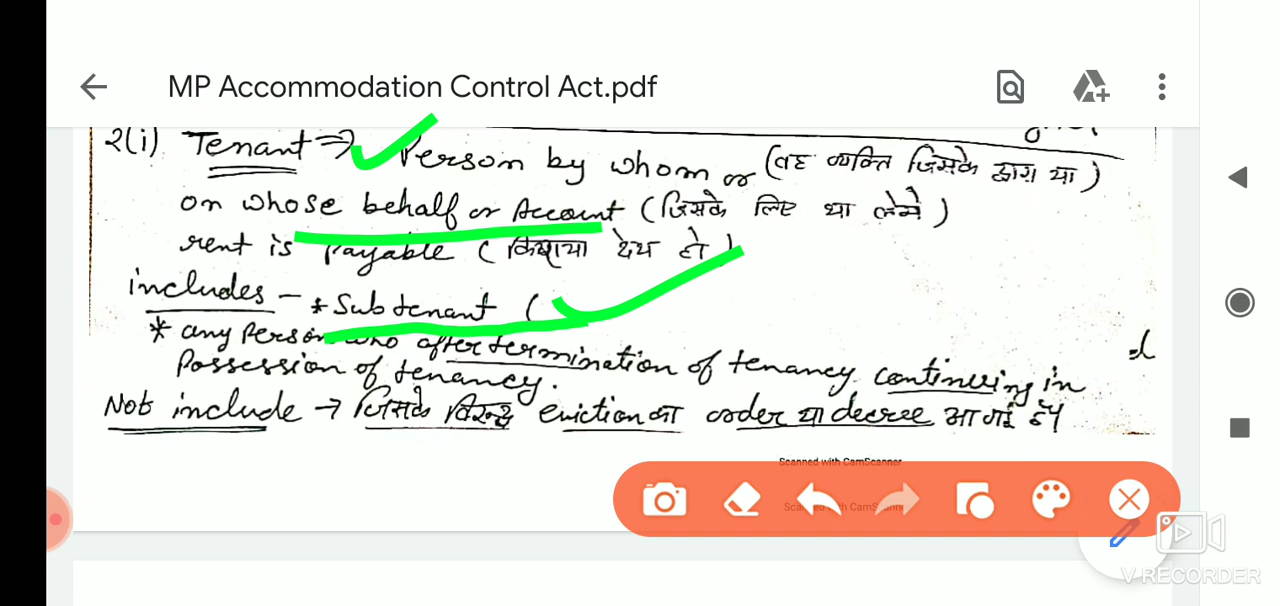 MP Accommodation Control Act.pdf
2(i) Tenant ⇒ Person by whom or (वह व्यक्ति जिसके द्वारा या)
on whose behalf or Account (जिसके लिए या लेखे)
rent is payable (किराया देय हो)
includes - * Subtenant (
* any Person who after termination of tenancy continuing in
Possession of tenancy.
Not include → जिसके विरुद्ध eviction का order या decree आ गई है।
Scanned with CamScanner
V RECORDER